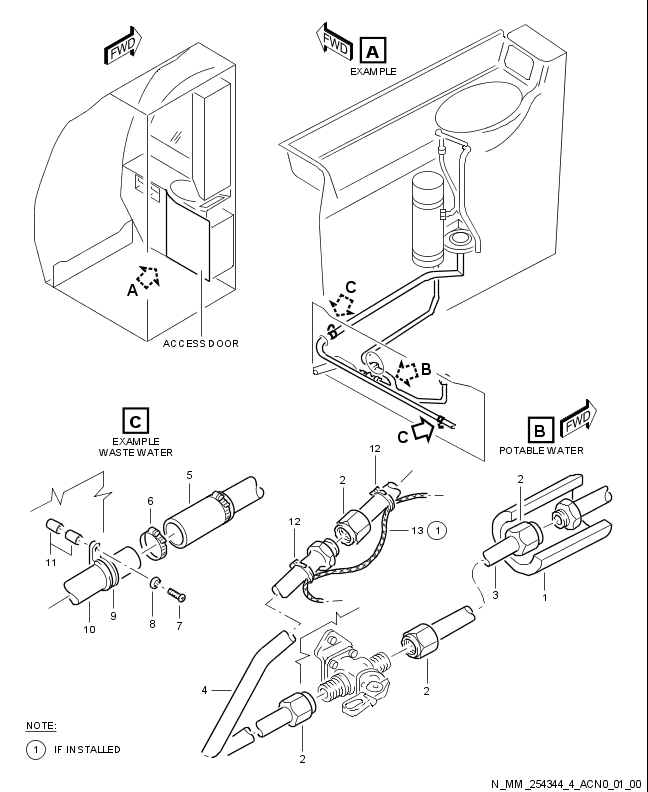 FWD
FWD
A
EXAMPLE
A
ACCESS DOOR
C
B
C
C
EXAMPLE
WASTE WATER
B
FWD
POTABLE WATER
5
6
11
10
9
8
7
12
2
12
13 1
2
3
1
2
4
2
NOTE:
1 IF INSTALLED
N_MM_254344_4_ACN0_01_00